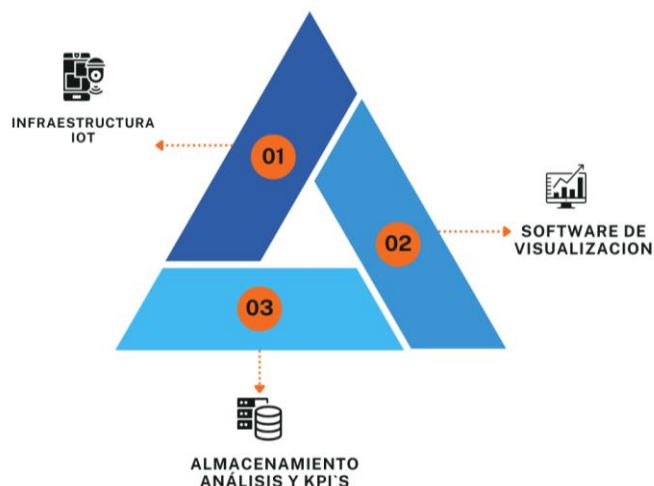 INFRAESTRUCTURA
IOT
01
02
SOFTWARE DE
VISUALIZACION
03
ALMACENAMIENTO
ANÁLISIS Y KPI`S